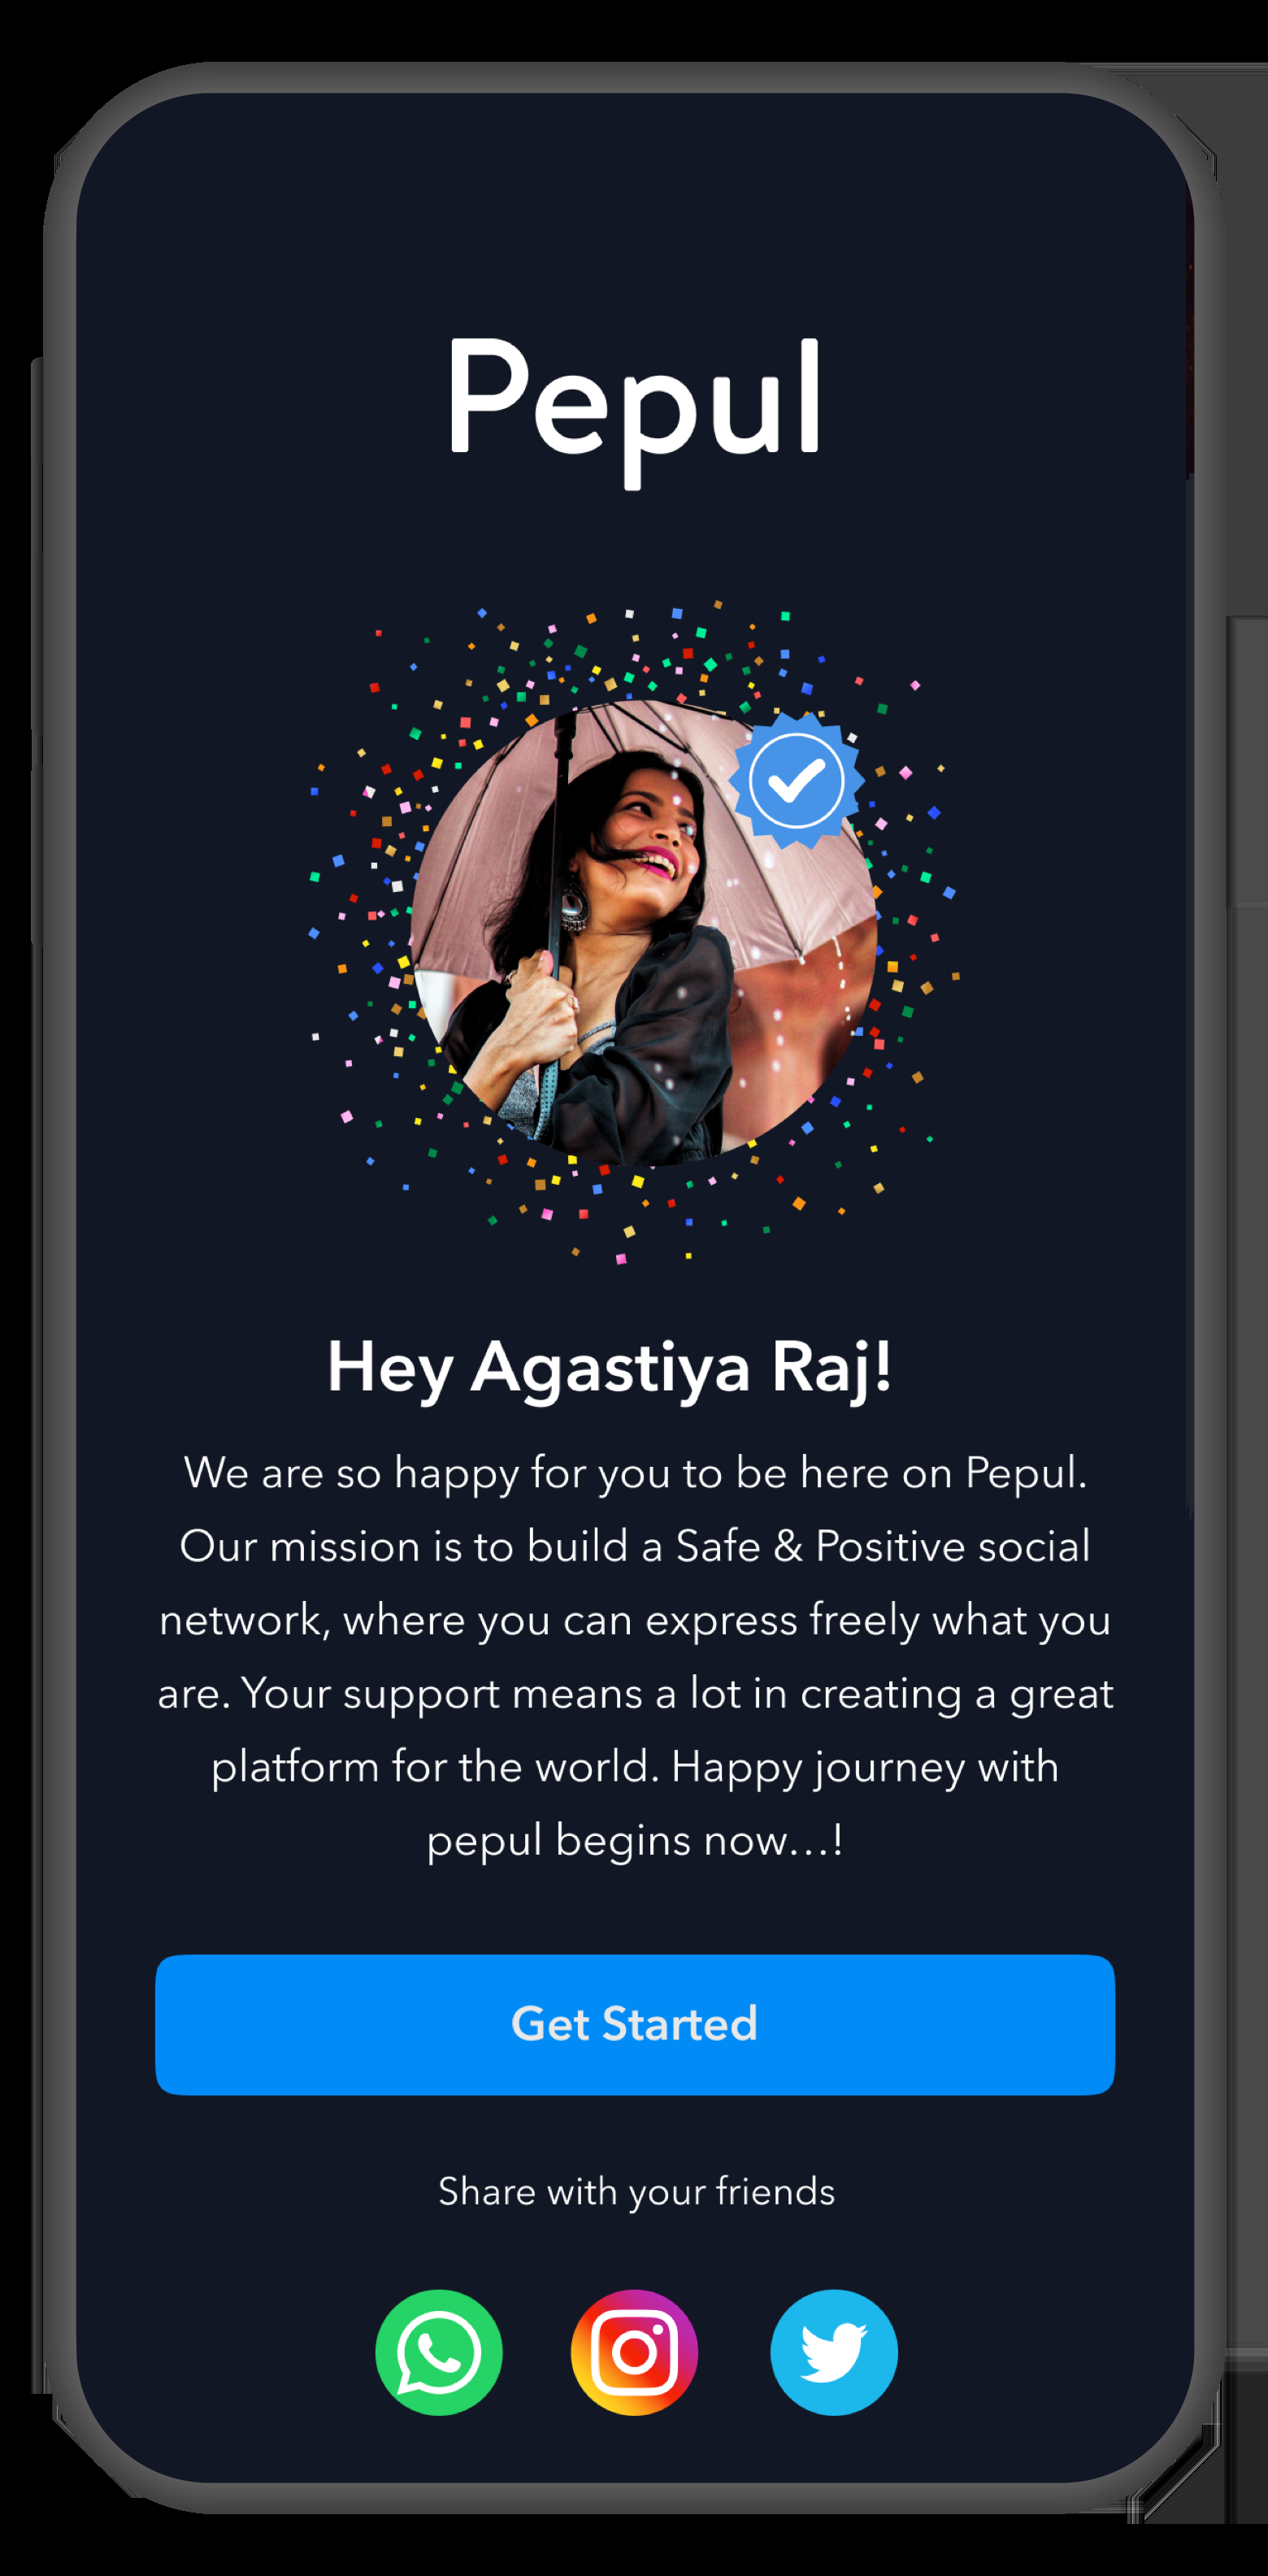 Pepul
Hey Agastiya Raj!
We are so happy for you to be here on Pepul.
Our mission is to build a Safe & Positive social
network, where you can express freely what you
are. Your support means a lot in creating a great
platform for the world. Happy journey with
pepul begins now...!
Get Started
Share with your friends